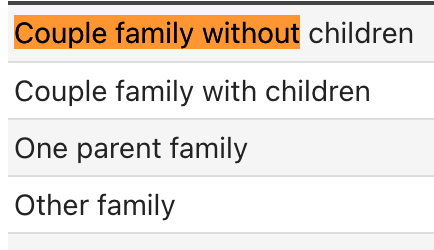 Couple family without children
Couple family with children
One parent family
Other family